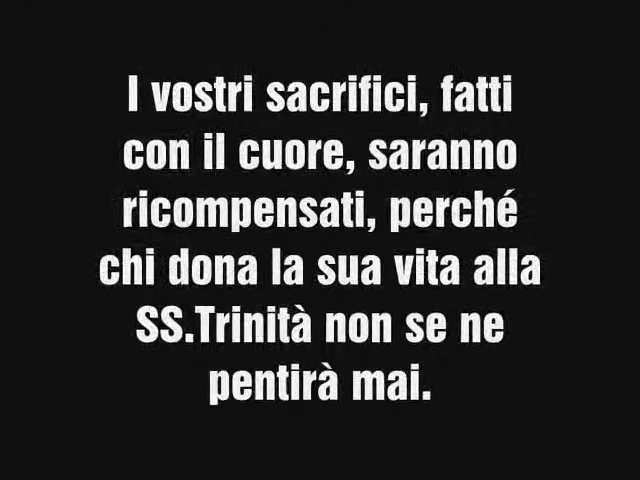 I vostri sacrifici, fatti
con il cuore, saranno
ricompensati, perché
chi dona la sua vita alla
SS.Trinità non se ne
pentirà mai.